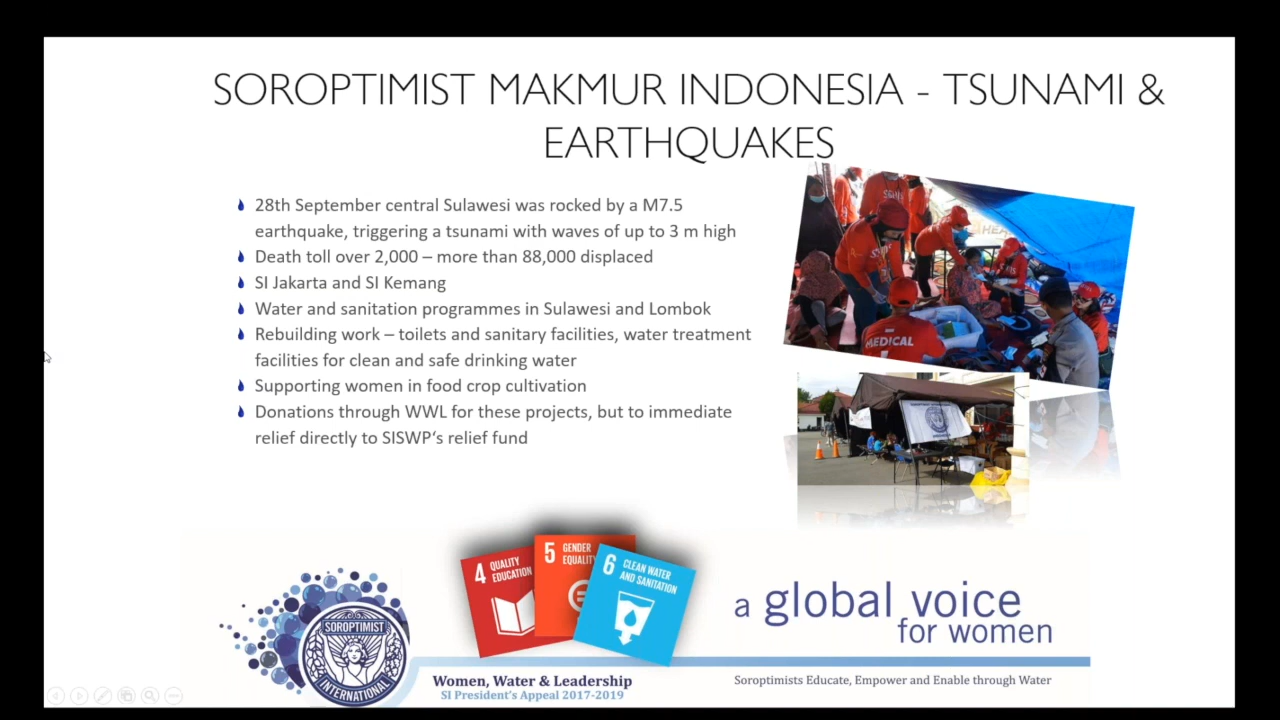 SOROPTIMIST MAKMUR INDONESIA - TSUNAMI &
EARTHQUAKES
28th September central Sulawesi was rocked by a M7.5
earthquake, triggering a tsunami with waves of up to 3 m high
Death toll over 2,000 – more than 88,000 displaced
SI Jakarta and SI Kemang
Water and sanitation programmes in Sulawesi and Lombok
Rebuilding work – toilets and sanitary facilities, water treatment
facilities for clean and safe drinking water
Supporting women in food crop cultivation
Donations through WWL for these projects, but to immediate
relief directly to SISWP‘s relief fund
MEDICAL
4 QUALITY
EDUCATION
5 GENDER
EQUALITY
6 CLEAN WATER
AND SANITATION
SOROPTIMIST
INTERNATIONAL
a global voice
for women
Women, Water & Leadership
SI President's Appeal 2017-2019
Soroptimists Educate, Empower and Enable through Water